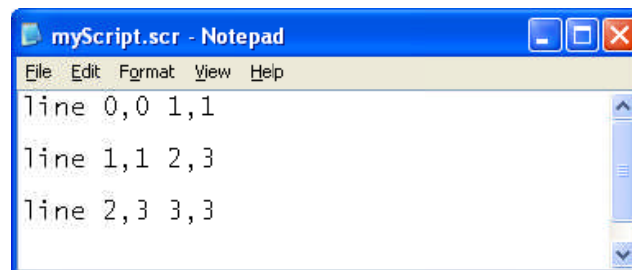 myScript.scr - Notepad
File Edit Format View Help
line 0,0 1,1
line 1,1 2,3
line 2,3 3,3